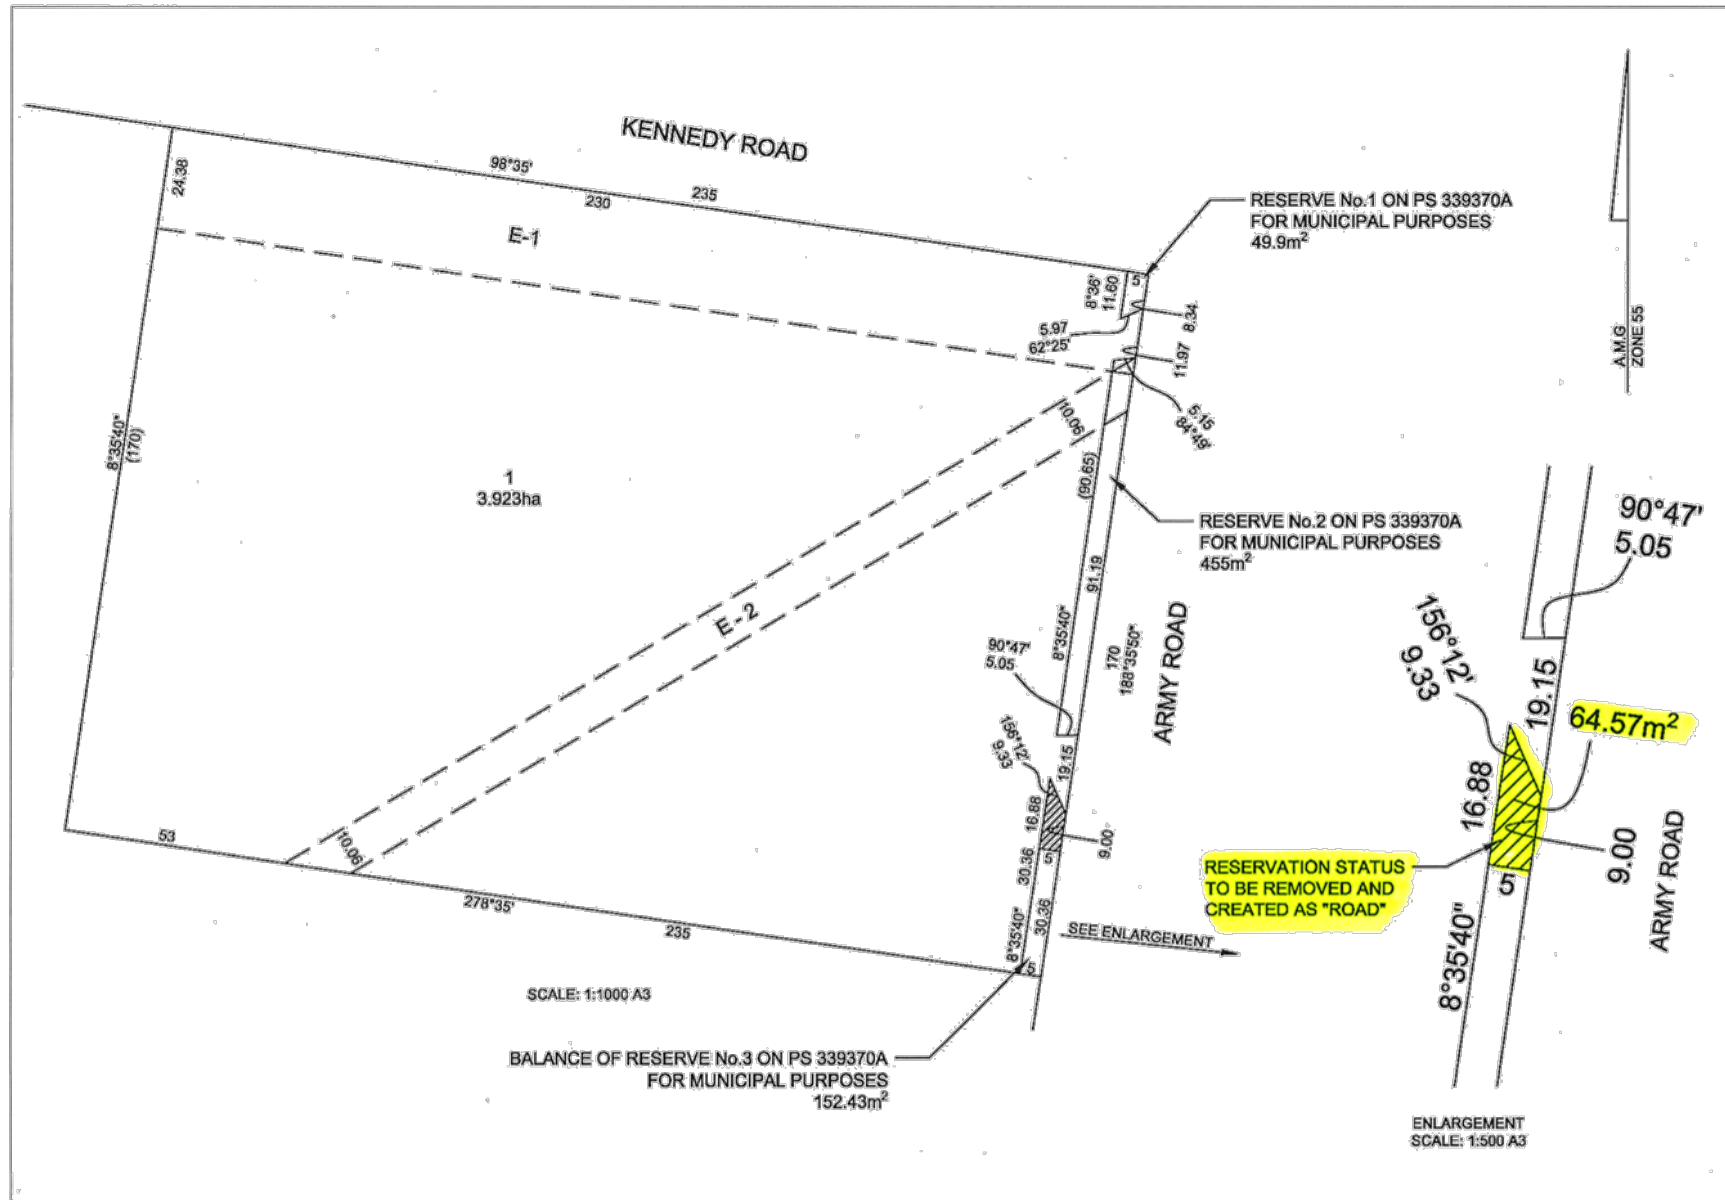 KENNEDY ROAD
98°35'
235
230
24.38
E-1
RESERVE No.1 ON PS 339370A
FOR MUNICIPAL PURPOSES
49.9m²
5
8°36'
11.60
8.34
5.97
62°25'
11.97
5.15
84°49'
A.M.G
ZONE 55
8°35'40"
(170)
1
3.923ha
10.06
(90.65)
RESERVE No.2 ON PS 339370A
FOR MUNICIPAL PURPOSES
455m²
91.19
E-2
8°35'40"
170
188°35'50"
ARMY ROAD
90°47'
5.05
156°12'
9.33
19.15
16.88
9.00
5
30.36
30.36
8°35'40"
5
53
10.06
278°35'
235
SEE ENLARGEMENT
SCALE: 1:1000 A3
BALANCE OF RESERVE No.3 ON PS 339370A
FOR MUNICIPAL PURPOSES
152.43m²
90°47'
5.05
156°12'
9.33
19.15
64.57m²
16.88
9.00
RESERVATION STATUS
TO BE REMOVED AND
CREATED AS "ROAD"
5
8°35'40"
ARMY ROAD
ENLARGEMENT
SCALE: 1:500 A3